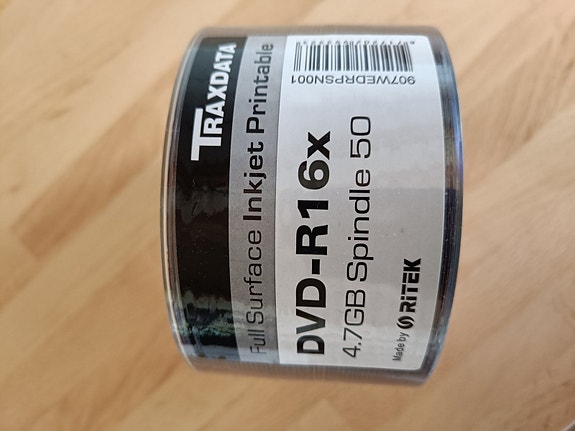 TRAXDATA
Full Surface Inkjet Printable
DVD-R16x
4.7GB Spindle 50
Made by RITEK
907WEDRPSN001